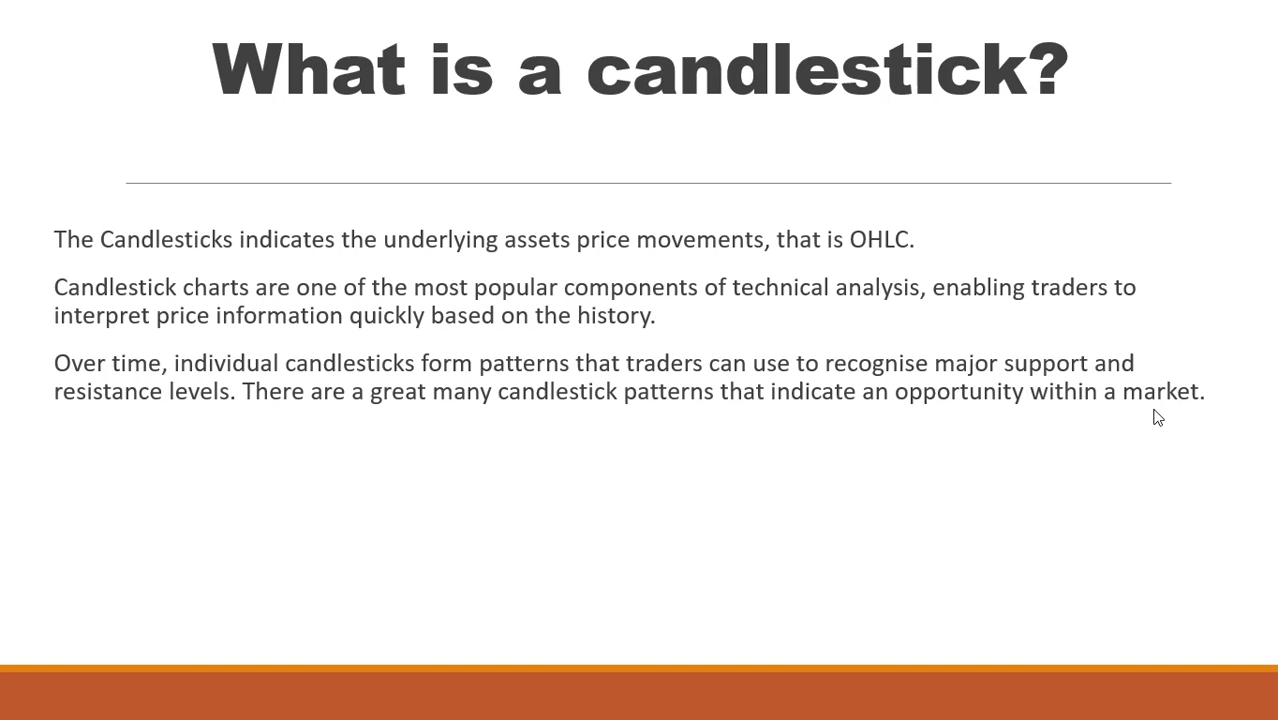 What is a candlestick?
The Candlesticks indicates the underlying assets price movements, that is OHLC.
Candlestick charts are one of the most popular components of technical analysis, enabling traders to
interpret price information quickly based on the history.
Over time, individual candlesticks form patterns that traders can use to recognise major support and
resistance levels. There are a great many candlestick patterns that indicate an opportunity within a market.